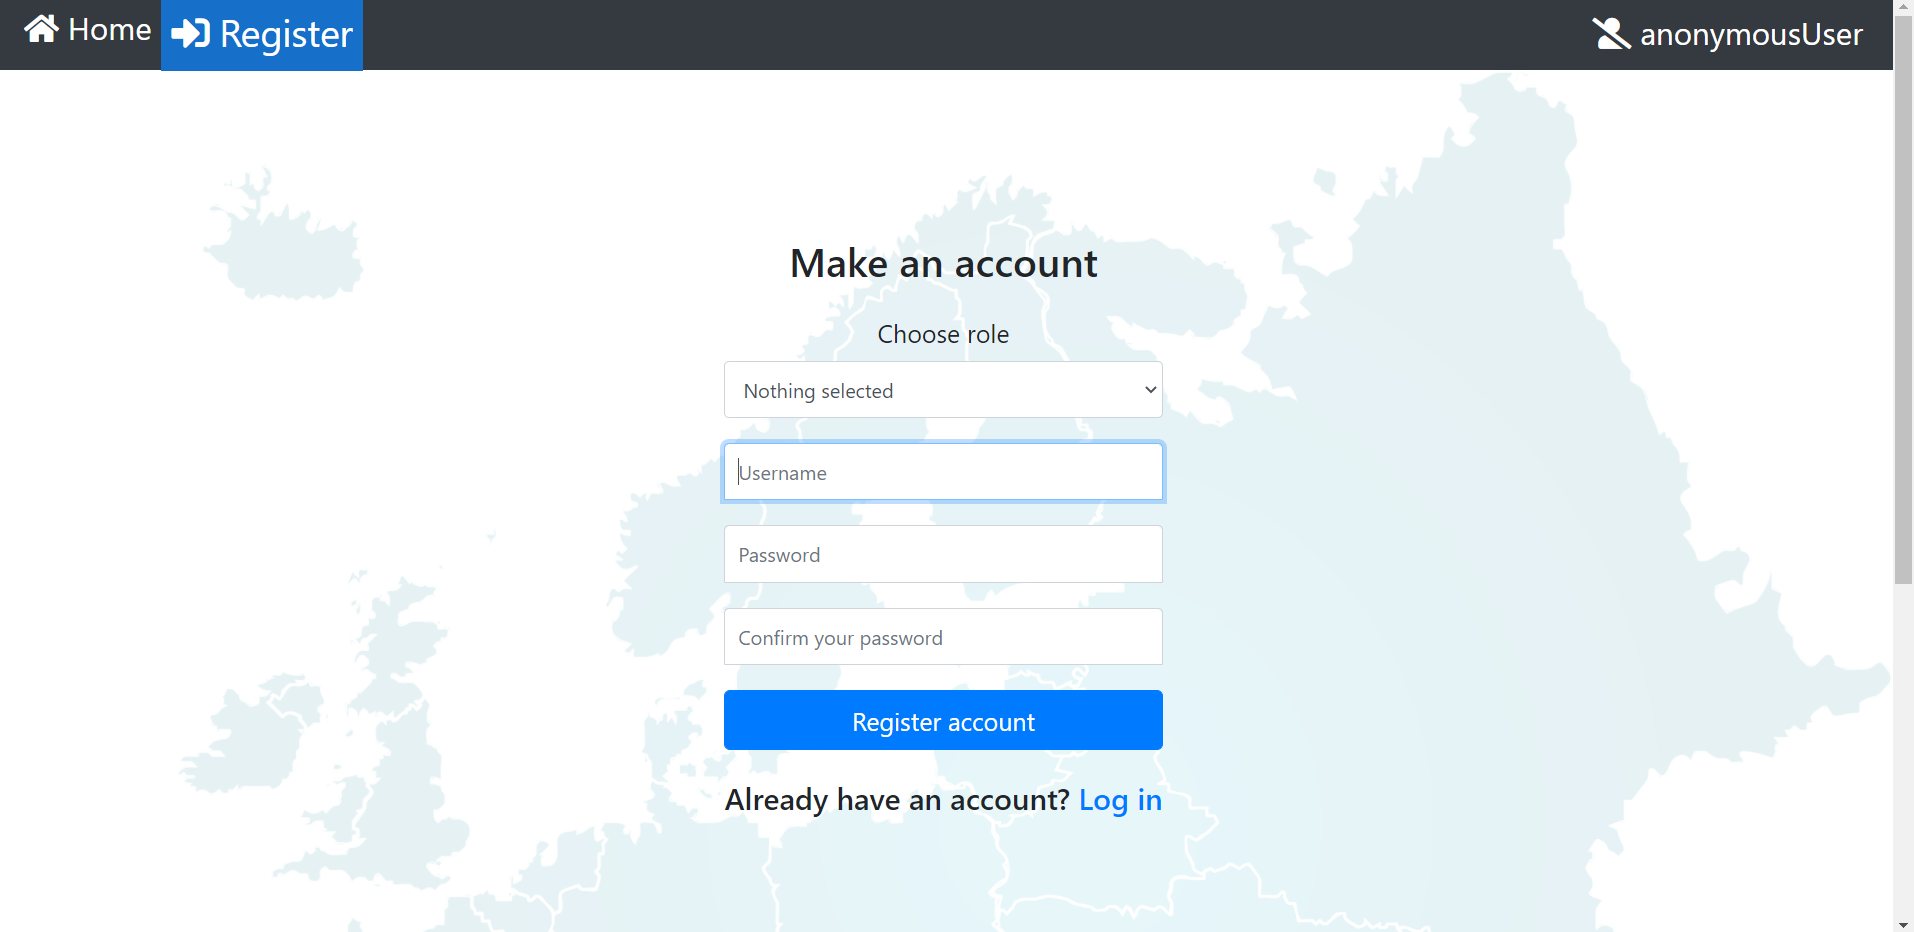 Home Register anonymousUser
Make an account
Choose role
Nothing selected
Username
Password
Confirm your password
Register account
Already have an account? Log in